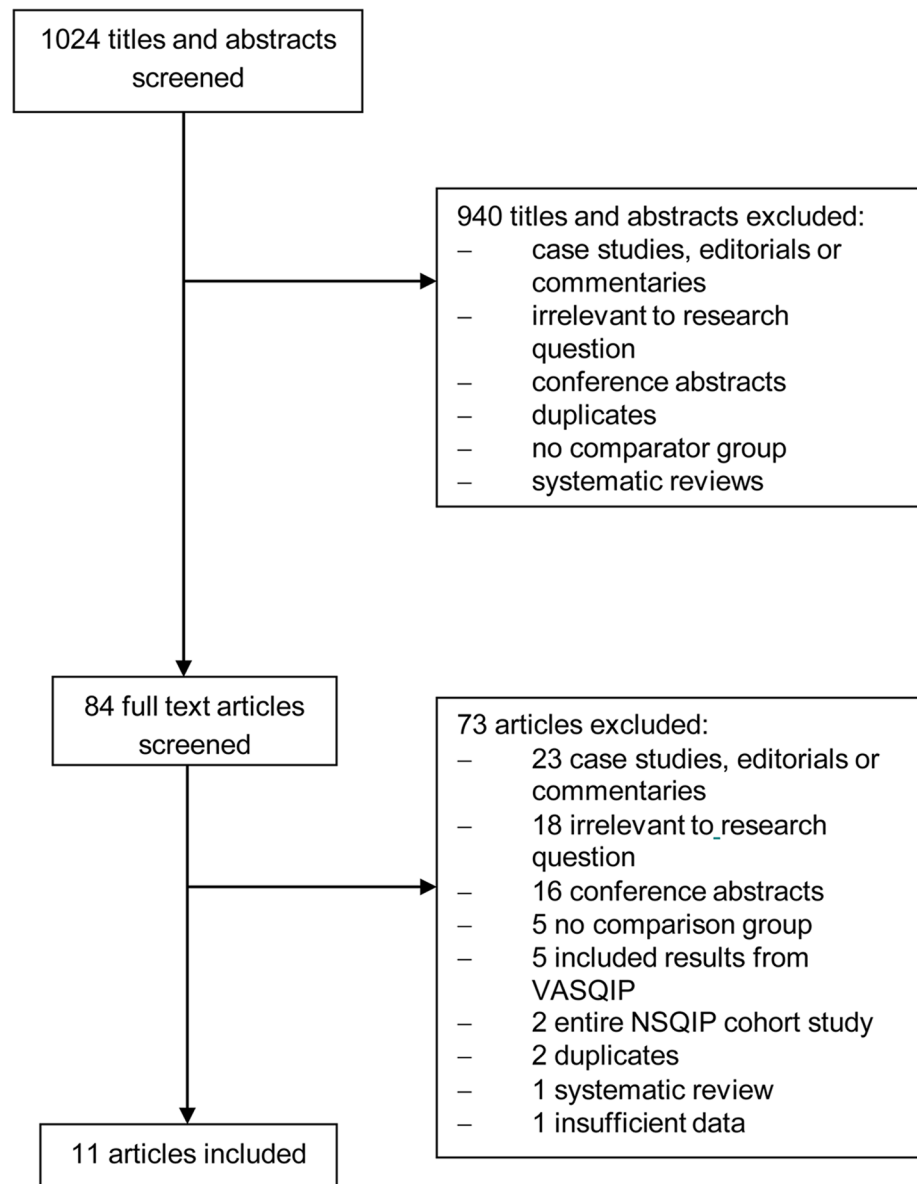 1024 titles and abstracts
screened
940 titles and abstracts excluded:
– case studies, editorials or
commentaries
– irrelevant to research
question
– conference abstracts
– duplicates
– no comparator group
– systematic reviews
84 full text articles
screened
73 articles excluded:
– 23 case studies, editorials or
commentaries
– 18 irrelevant to research
question
– 16 conference abstracts
– 5 no comparison group
– 5 included results from
VASQIP
– 2 entire NSQIP cohort study
– 2 duplicates
– 1 systematic review
– 1 insufficient data
11 articles included